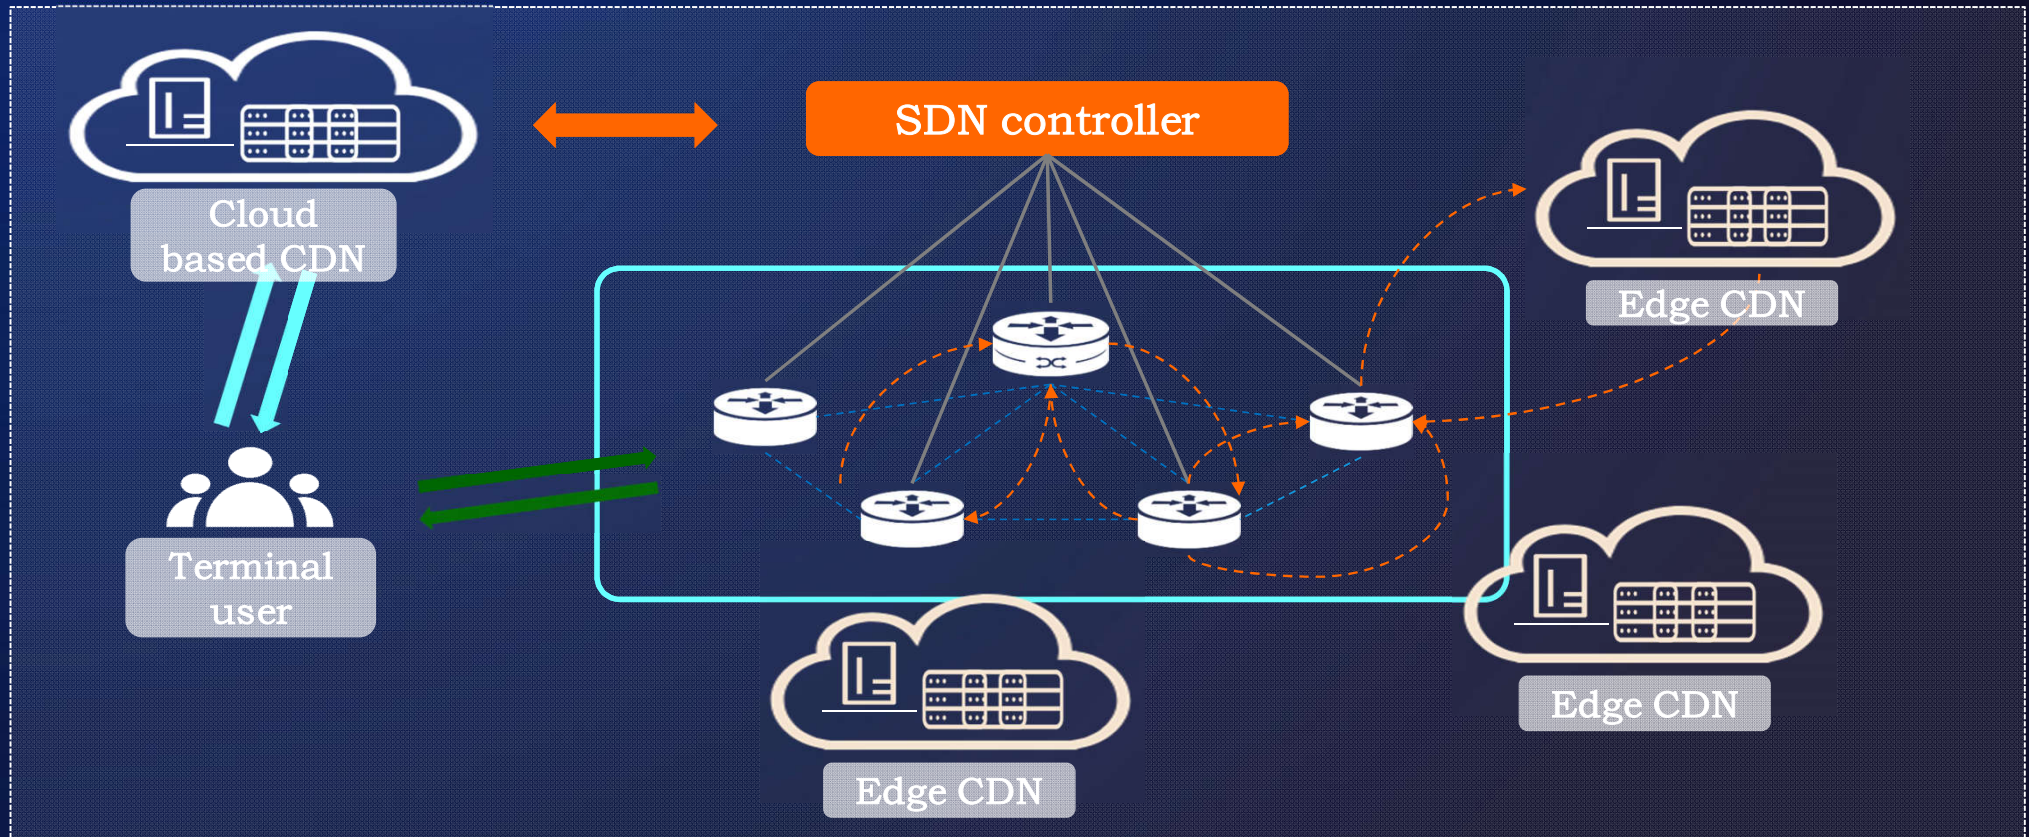 SDN controller
Cloud
based CDN
Edge CDN
Terminal
user
Edge CDN
Edge CDN